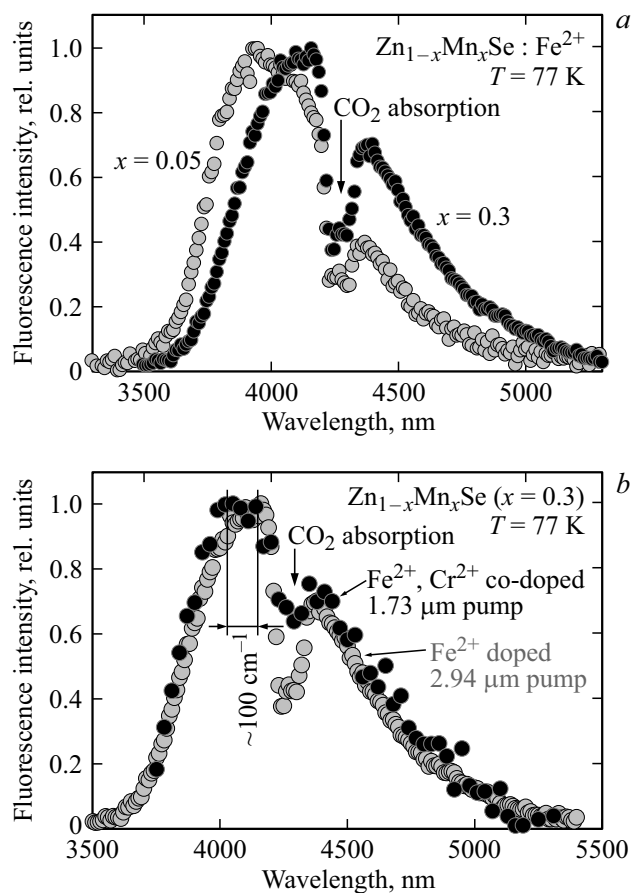 a
Zn₁₋ₓMnₓSe : Fe²⁺
T = 77 K
CO₂ absorption
x = 0.05
x = 0.3
Fluorescence intensity, rel. units
1.0
0.8
0.6
0.4
0.2
0
3500 4000 4500 5000
Wavelength, nm
b
Zn₁₋ₓMnₓSe (x = 0.3)
T = 77 K
CO₂ absorption
Fe²⁺, Cr²⁺ co-doped
1.73 μm pump
Fe²⁺ doped
2.94 μm pump
~100 cm⁻¹
Fluorescence intensity, rel. units
1.0
0.8
0.6
0.4
0.2
0
3500 4000 4500 5000 5500
Wavelength, nm